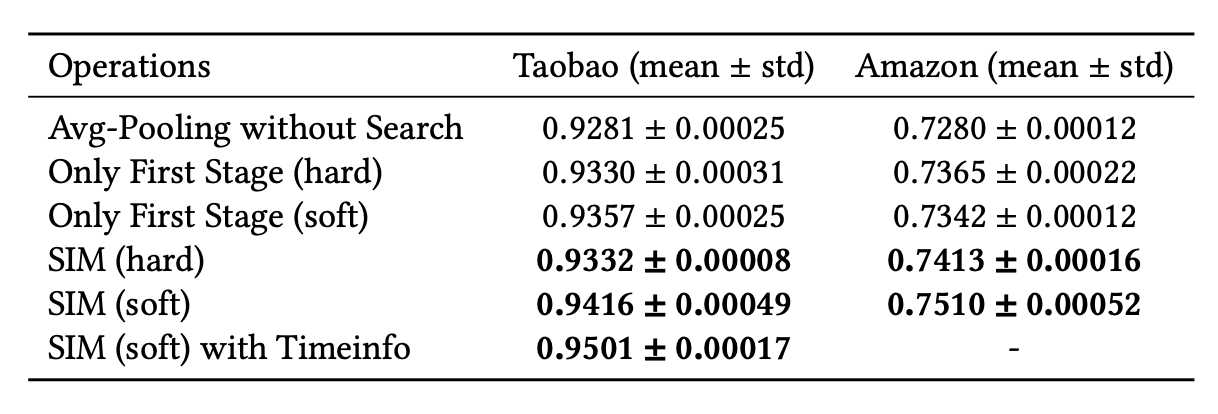 Operations Taobao (mean ± std) Amazon (mean ± std)
Avg-Pooling without Search 0.9281 ± 0.00025 0.7280 ± 0.00012
Only First Stage (hard) 0.9330 ± 0.00031 0.7365 ± 0.00022
Only First Stage (soft) 0.9357 ± 0.00025 0.7342 ± 0.00012
SIM (hard) 0.9332 ± 0.00008 0.7413 ± 0.00016
SIM (soft) 0.9416 ± 0.00049 0.7510 ± 0.00052
SIM (soft) with Timeinfo 0.9501 ± 0.00017 -